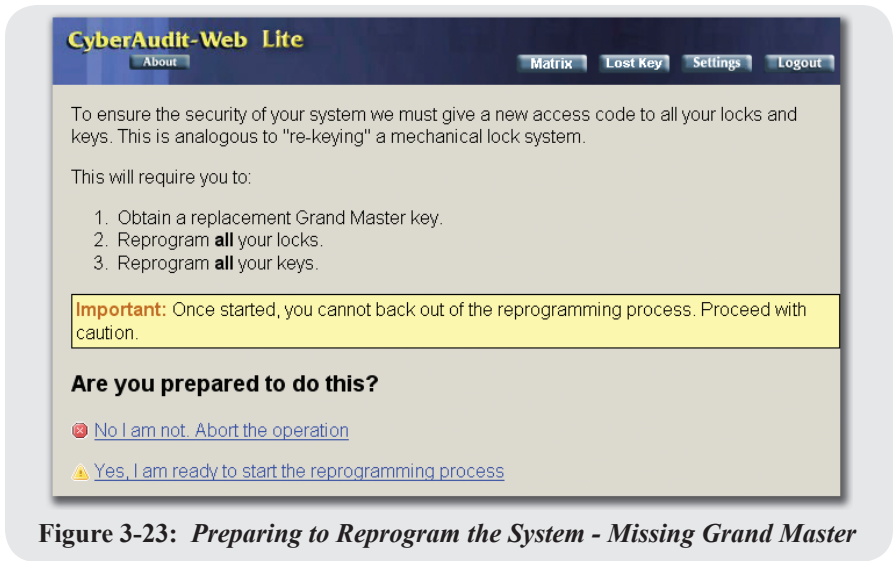 CyberAudit-Web Lite
About
Matrix Lost Key Settings Logout
To ensure the security of your system we must give a new access code to all your locks and
keys. This is analogous to "re-keying" a mechanical lock system.
This will require you to:
1. Obtain a replacement Grand Master key.
2. Reprogram all your locks.
3. Reprogram all your keys.
Important: Once started, you cannot back out of the reprogramming process. Proceed with
caution.
Are you prepared to do this?
No I am not. Abort the operation
Yes, I am ready to start the reprogramming process
Figure 3-23: Preparing to Reprogram the System - Missing Grand Master